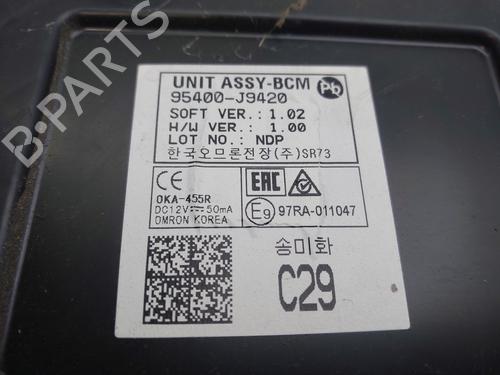 UNIT ASSY-BCM
Pb
95400-J9420
SOFT VER.: 1.02
H/W VER.: 1.00
LOT NO.: NDP
한국오므론전장(주)SR73
CE
OKA-455R
DC12V⎓50mA
OMRON KOREA
EAC
E9 97RA-011047
송미화
C29
B-PARTS